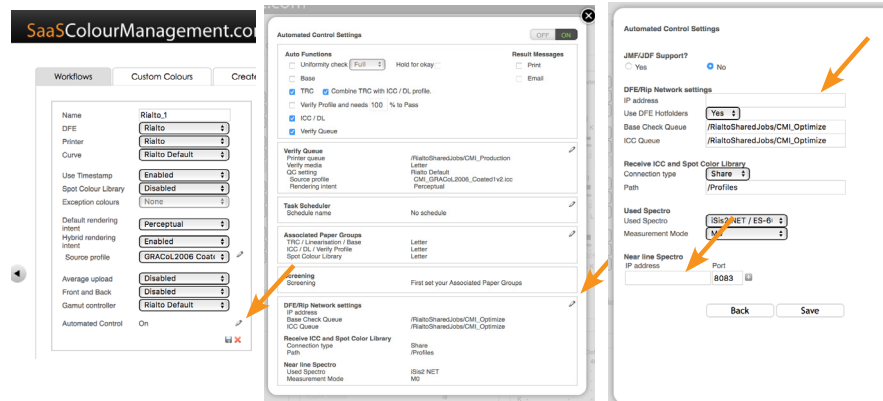 SaaSColourManagement.com
Workflows Custom Colours Create
Name Rialto_1
DFE Rialto
Printer Rialto
Curve Rialto Default
Use Timestamp Enabled
Spot Colour Library Disabled
Exception colours None
Default rendering
intent Perceptual
Hybrid rendering
intent Enabled
Source profile GRACoL2006 Coat
Average upload Disabled
Front and Back Disabled
Gamut controller Rialto Default
Automated Control On
.com
Automated Control Settings OFF ON
Auto Functions Result Messages
Uniformity check Full Hold for okay Print
Base Email
TRC Combine TRC with ICC / DL profile.
Verify Profile and needs 100 % to Pass
ICC / DL
Verify Queue
Verify Queue
Printer queue /RialtoSharedJobs/CMI_Production
Verify media Letter
QC setting Rialto Default
Source profile CMI_GRACoL2006_Coated1v2.icc
Rendering intent Perceptual
Task Scheduler
Schedule name No schedule
Associated Paper Groups
TRC / Linearisation / Base Letter
ICC / DL / Verify Profile Letter
Spot Colour Library Letter
Screening
Screening First set your Associated Paper Groups
DFE/Rip Network settings
IP address
Base Check Queue /RialtoSharedJobs/CMI_Optimize
ICC Queue /RialtoSharedJobs/CMI_Optimize
Receive ICC and Spot Color Library
Connection type Share
Path /Profiles
Near line Spectro
Used Spectro iSis2 NET
Measurement Mode M0
Automated Control Settings
JMF/JDF Support?
Yes No
DFE/Rip Network settings
IP address
Use DFE Hotfolders Yes
Base Check Queue /RialtoSharedJobs/CMI_Optimize
ICC Queue /RialtoSharedJobs/CMI_Optimize
Receive ICC and Spot Color Library
Connection type Share
Path /Profiles
Used Spectro
Used Spectro iSis2 NET / ES-6
Measurement Mode M0
Near line Spectro
IP address Port
8083
Back Save